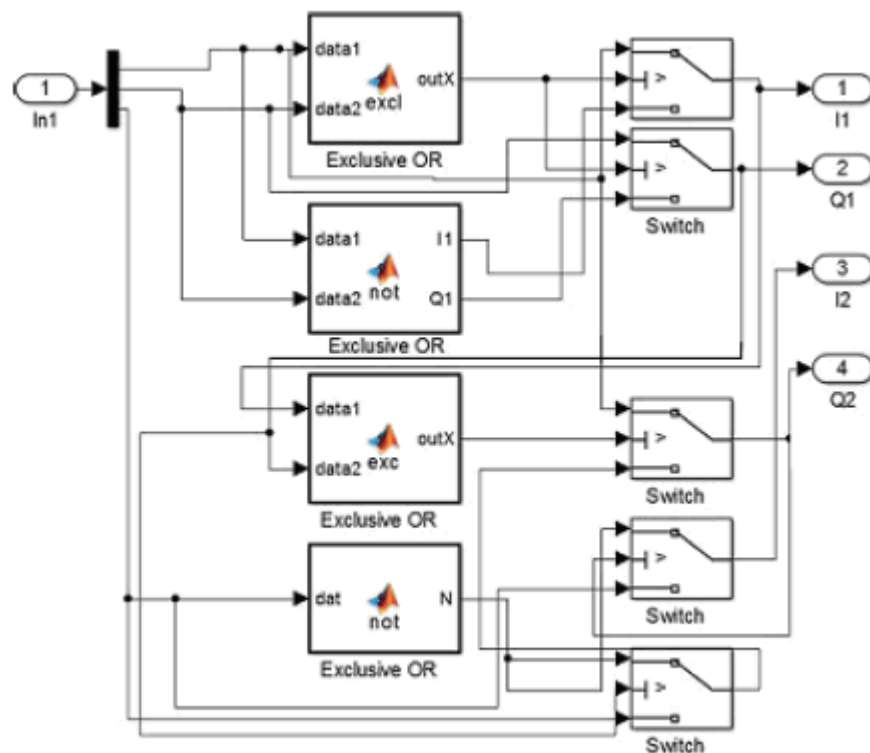 1
In1
data1
data2
excl
outX
Exclusive OR
>
>
Switch
1
I1
2
Q1
data1
data2
not
I1
Q1
Exclusive OR
3
I2
4
Q2
data1
data2
exc
outX
Exclusive OR
>
Switch
>
Switch
dat
not
N
Exclusive OR
>
Switch